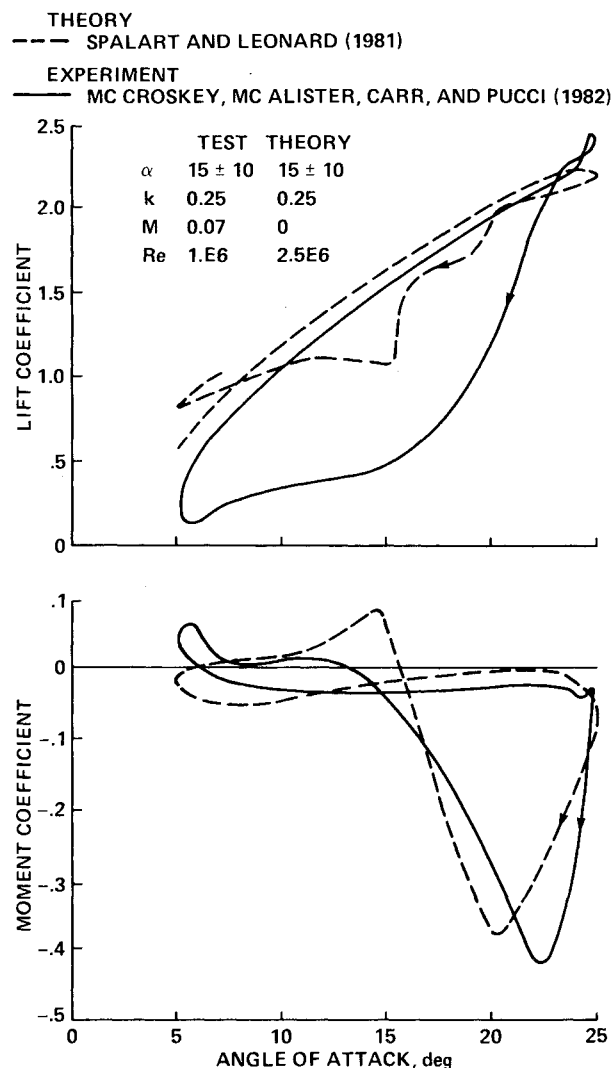 THEORY
SPALART AND LEONARD (1981)
EXPERIMENT
MC CROSKEY, MC ALISTER, CARR, AND PUCCI (1982)
TEST THEORY
α 15 ± 10 15 ± 10
k 0.25 0.25
M 0.07 0
Re 1.E6 2.5E6
2.5
2.0
1.5
1.0
.5
0
LIFT COEFFICIENT
.1
0
-.1
-.2
-.3
-.4
-.5
MOMENT COEFFICIENT
0 5 10 15 20 25
ANGLE OF ATTACK, deg